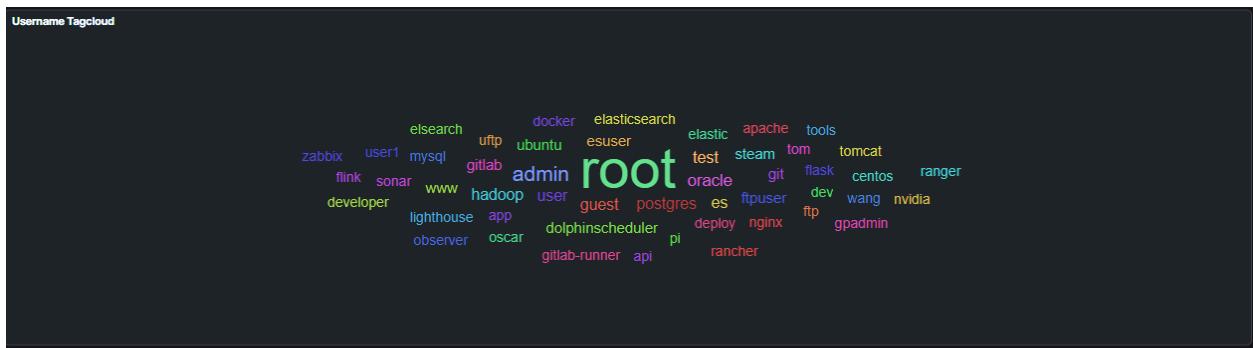 Username Tagcloud
docker elasticsearch
elsearch uftp ubuntu esuser elastic apache tools
zabbix user1 mysql gitlab admin root test steam tom tomcat
flink sonar www hadoop user oracle git flask centos ranger
developer guest postgres es ftpuser dev wang nvidia
lighthouse app dolphinscheduler deploy nginx ftp gpadmin
observer oscar pi
gitlab-runner api rancher